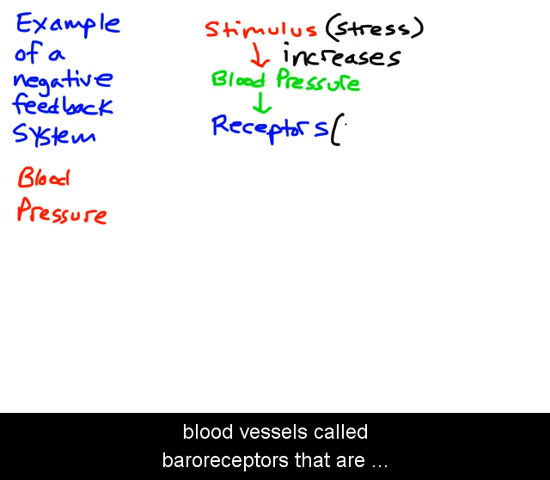 Example
of a
negative
feedback
System
Blood
Pressure
Stimulus (stress)
increases
Blood Pressure
Receptors(
blood vessels called
baroreceptors that are ...